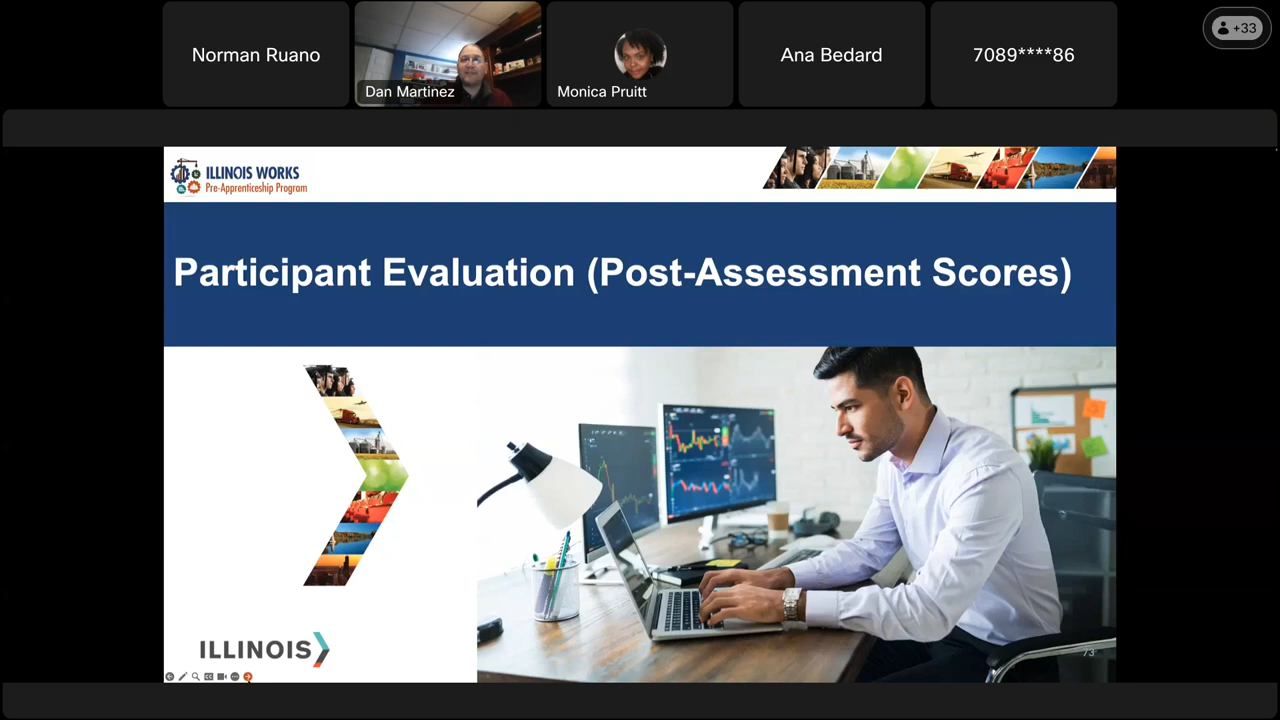 Norman Ruano
Dan Martinez
Monica Pruitt
Ana Bedard
7089****86
+33
ILLINOIS WORKS
Pre-Apprenticeship Program
Participant Evaluation (Post-Assessment Scores)
ILLINOIS
73